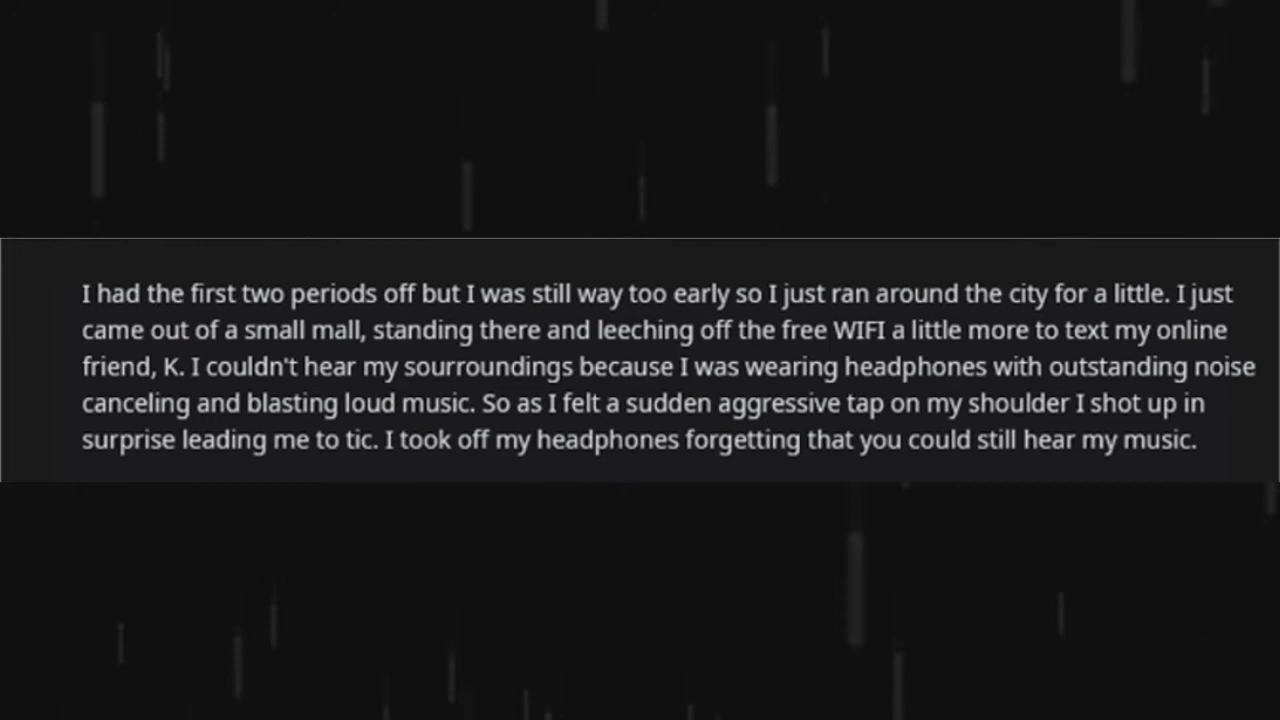 I had the first two periods off but I was still way too early so I just ran around the city for a little. I just
came out of a small mall, standing there and leeching off the free WIFI a little more to text my online
friend, K. I couldn't hear my sourroundings because I was wearing headphones with outstanding noise
canceling and blasting loud music. So as I felt a sudden aggressive tap on my shoulder I shot up in
surprise leading me to tic. I took off my headphones forgetting that you could still hear my music.